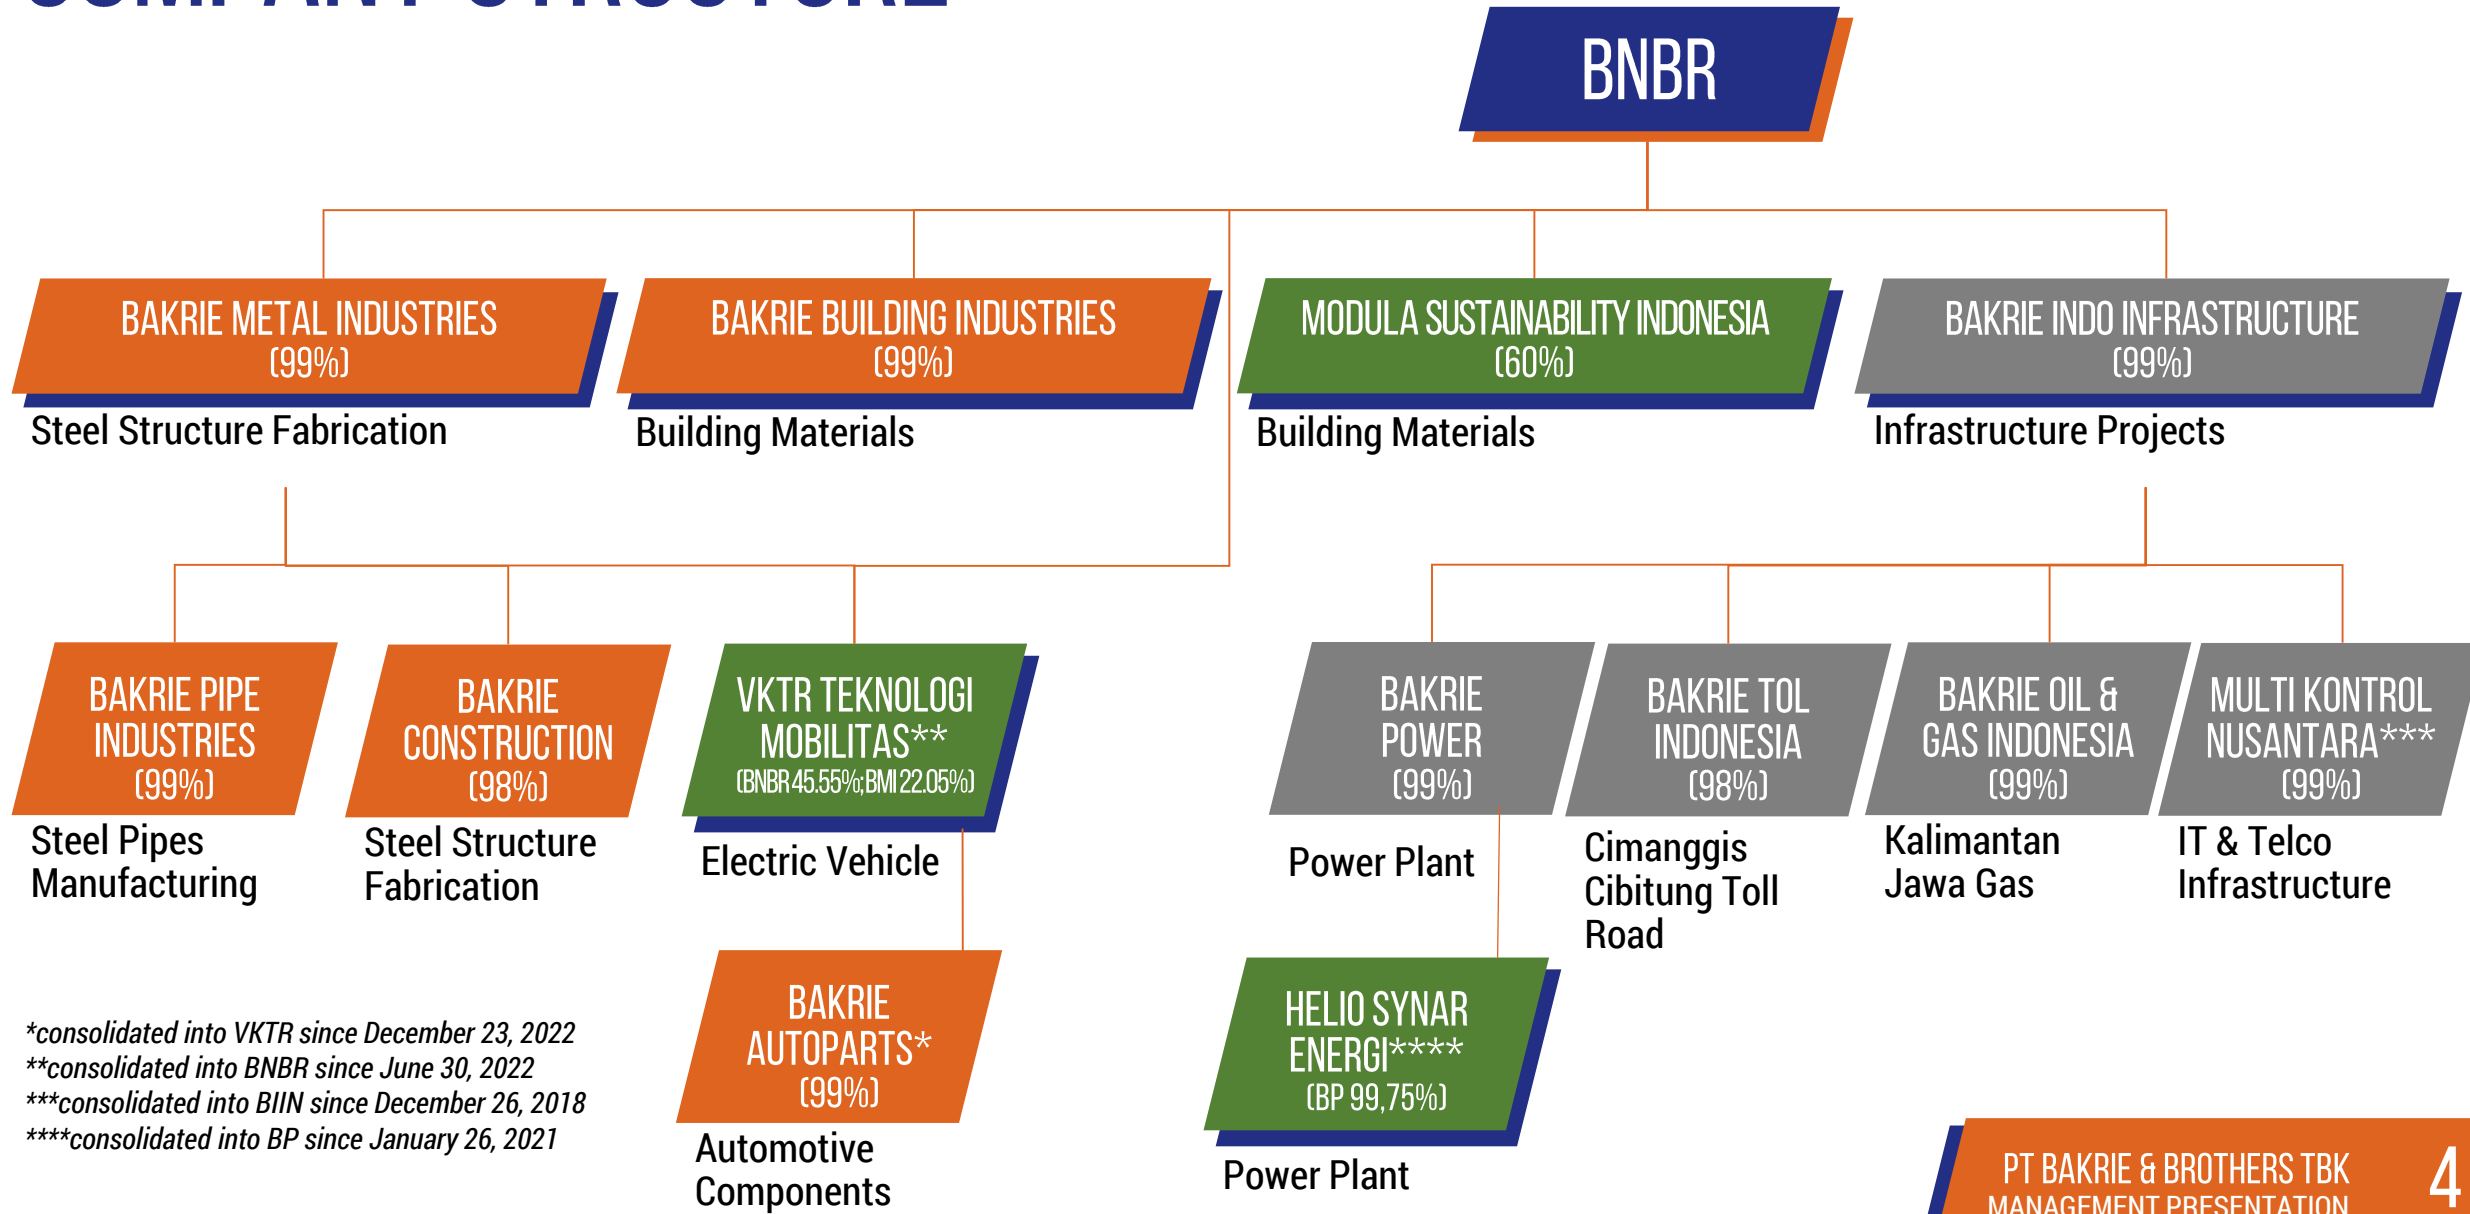 COMPANY STRUCTURE
BNBR
BAKRIE METAL INDUSTRIES
(99%)
Steel Structure Fabrication
BAKRIE BUILDING INDUSTRIES
(99%)
Building Materials
MODULA SUSTAINABILITY INDONESIA
(60%)
Building Materials
BAKRIE INDO INFRASTRUCTURE
(99%)
Infrastructure Projects
BAKRIE PIPE
INDUSTRIES
(99%)
Steel Pipes
Manufacturing
BAKRIE
CONSTRUCTION
(98%)
Steel Structure
Fabrication
VKTR TEKNOLOGI
MOBILITAS**
(BNBR 45.55%; BMI 22.05%)
Electric Vehicle
BAKRIE
POWER
(99%)
Power Plant
BAKRIE TOL
INDONESIA
(98%)
Cimanggis
Cibitung Toll
Road
BAKRIE OIL &
GAS INDONESIA
(99%)
Kalimantan
Jawa Gas
MULTI KONTROL
NUSANTARA***
(99%)
IT & Telco
Infrastructure
BAKRIE
AUTOPARTS*
(99%)
Automotive
Components
HELIO SYNAR
ENERGI****
(BP 99,75%)
Power Plant
*consolidated into VKTR since December 23, 2022
**consolidated into BNBR since June 30, 2022
***consolidated into BIIN since December 26, 2018
****consolidated into BP since January 26, 2021
PT BAKRIE & BROTHERS TBK
MANAGEMENT PRESENTATION
4